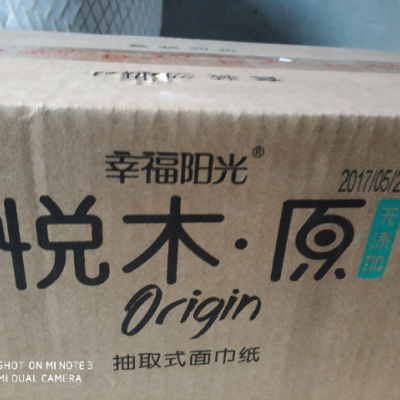 幸福阳光®
2017/05/2
悦木·原
无添加
Origin
抽取式面巾纸
SHOT ON MI NOTE 3
MI DUAL CAMERA